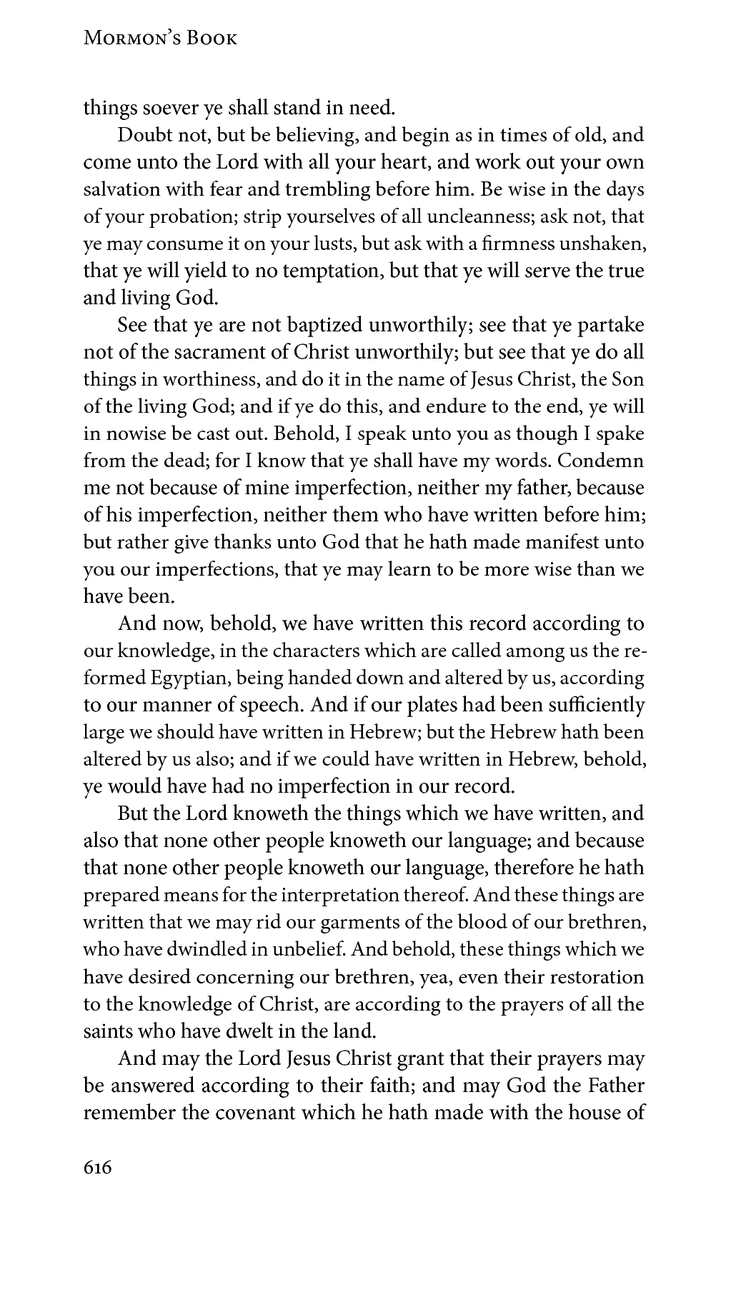 Mormon’s Book
things soever ye shall stand in need.
Doubt not, but be believing, and begin as in times of old, and
come unto the Lord with all your heart, and work out your own
salvation with fear and trembling before him. Be wise in the days
of your probation; strip yourselves of all uncleanness; ask not, that
ye may consume it on your lusts, but ask with a firmness unshaken,
that ye will yield to no temptation, but that ye will serve the true
and living God.
See that ye are not baptized unworthily; see that ye partake
not of the sacrament of Christ unworthily; but see that ye do all
things in worthiness, and do it in the name of Jesus Christ, the Son
of the living God; and if ye do this, and endure to the end, ye will
in nowise be cast out. Behold, I speak unto you as though I spake
from the dead; for I know that ye shall have my words. Condemn
me not because of mine imperfection, neither my father, because
of his imperfection, neither them who have written before him;
but rather give thanks unto God that he hath made manifest unto
you our imperfections, that ye may learn to be more wise than we
have been.
And now, behold, we have written this record according to
our knowledge, in the characters which are called among us the re-
formed Egyptian, being handed down and altered by us, according
to our manner of speech. And if our plates had been sufficiently
large we should have written in Hebrew; but the Hebrew hath been
altered by us also; and if we could have written in Hebrew, behold,
ye would have had no imperfection in our record.
But the Lord knoweth the things which we have written, and
also that none other people knoweth our language; and because
that none other people knoweth our language, therefore he hath
prepared means for the interpretation thereof. And these things are
written that we may rid our garments of the blood of our brethren,
who have dwindled in unbelief. And behold, these things which we
have desired concerning our brethren, yea, even their restoration
to the knowledge of Christ, are according to the prayers of all the
saints who have dwelt in the land.
And may the Lord Jesus Christ grant that their prayers may
be answered according to their faith; and may God the Father
remember the covenant which he hath made with the house of
616